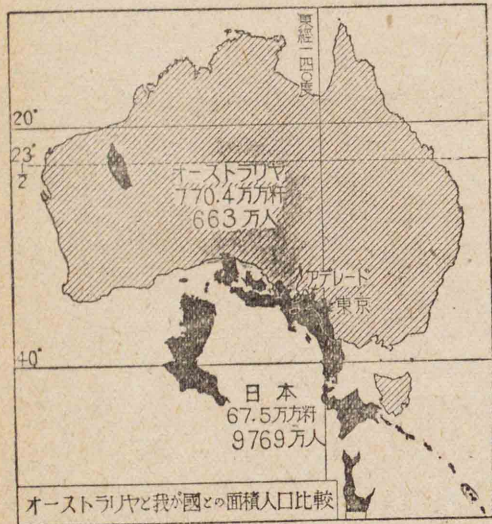 東經一四〇度
20°
23°
1/2
オーストラリヤ
770.4万方粁
663万人
アデレード
東京
40°
日本
67.5万方粁
9769万人
オーストラリヤと我が國との面積人口比較